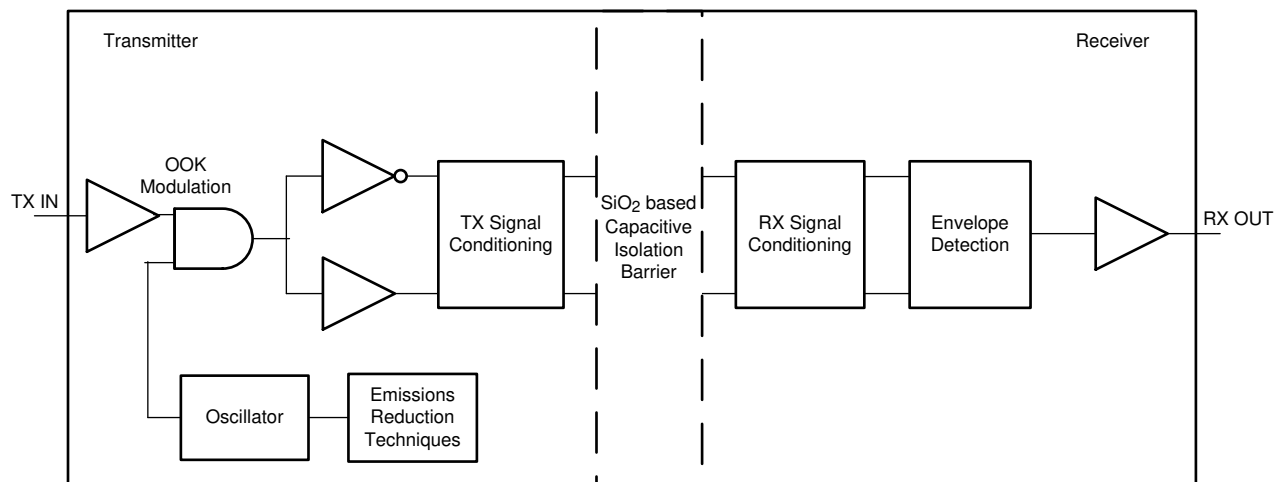 Transmitter
Receiver
OOK
Modulation
TX IN
TX Signal
Conditioning
SiO2 based
Capacitive
Isolation
Barrier
RX Signal
Conditioning
Envelope
Detection
RX OUT
Oscillator
Emissions
Reduction
Techniques